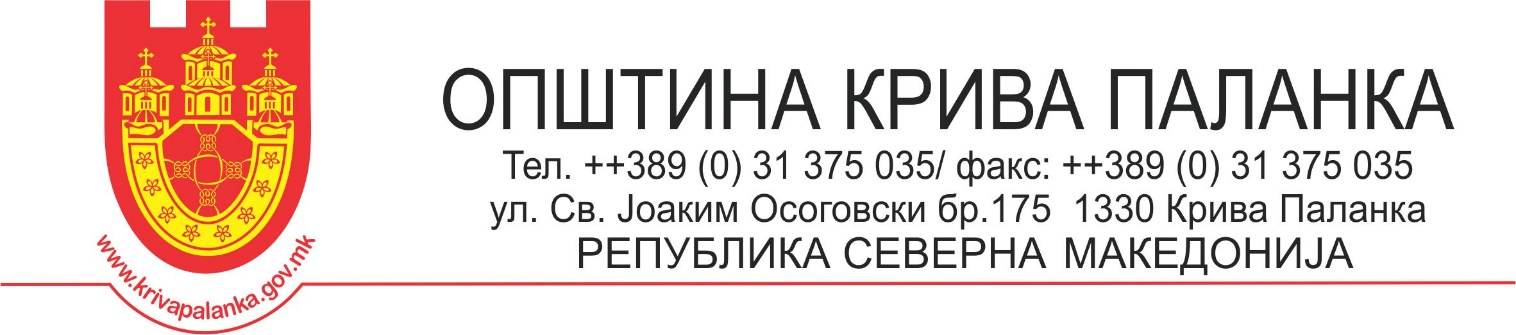 ОПШТИНА КРИВА ПАЛАНКА
Тел. ++389 (0) 31 375 035/ факс: ++389 (0) 31 375 035
ул. Св. Јоаким Осоговски бр.175 1330 Крива Паланка
РЕПУБЛИКА СЕВЕРНА МАКЕДОНИЈА
www.krivapalanka.gov.mk